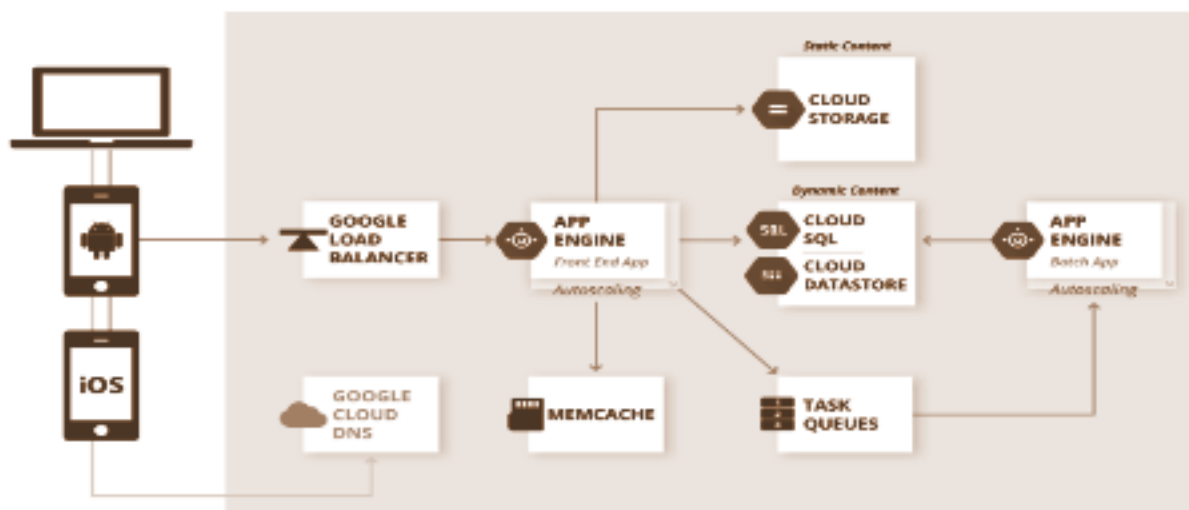 Static Content
CLOUD
STORAGE
Dynamic Content
GOOGLE
LOAD
BALANCER
APP
ENGINE
Front End App
Autoscaling
SQL
CLOUD
SQL
CLOUD
DATASTORE
APP
ENGINE
Batch App
Autoscaling
iOS
GOOGLE
CLOUD
DNS
MEMCACHE
TASK
QUEUES